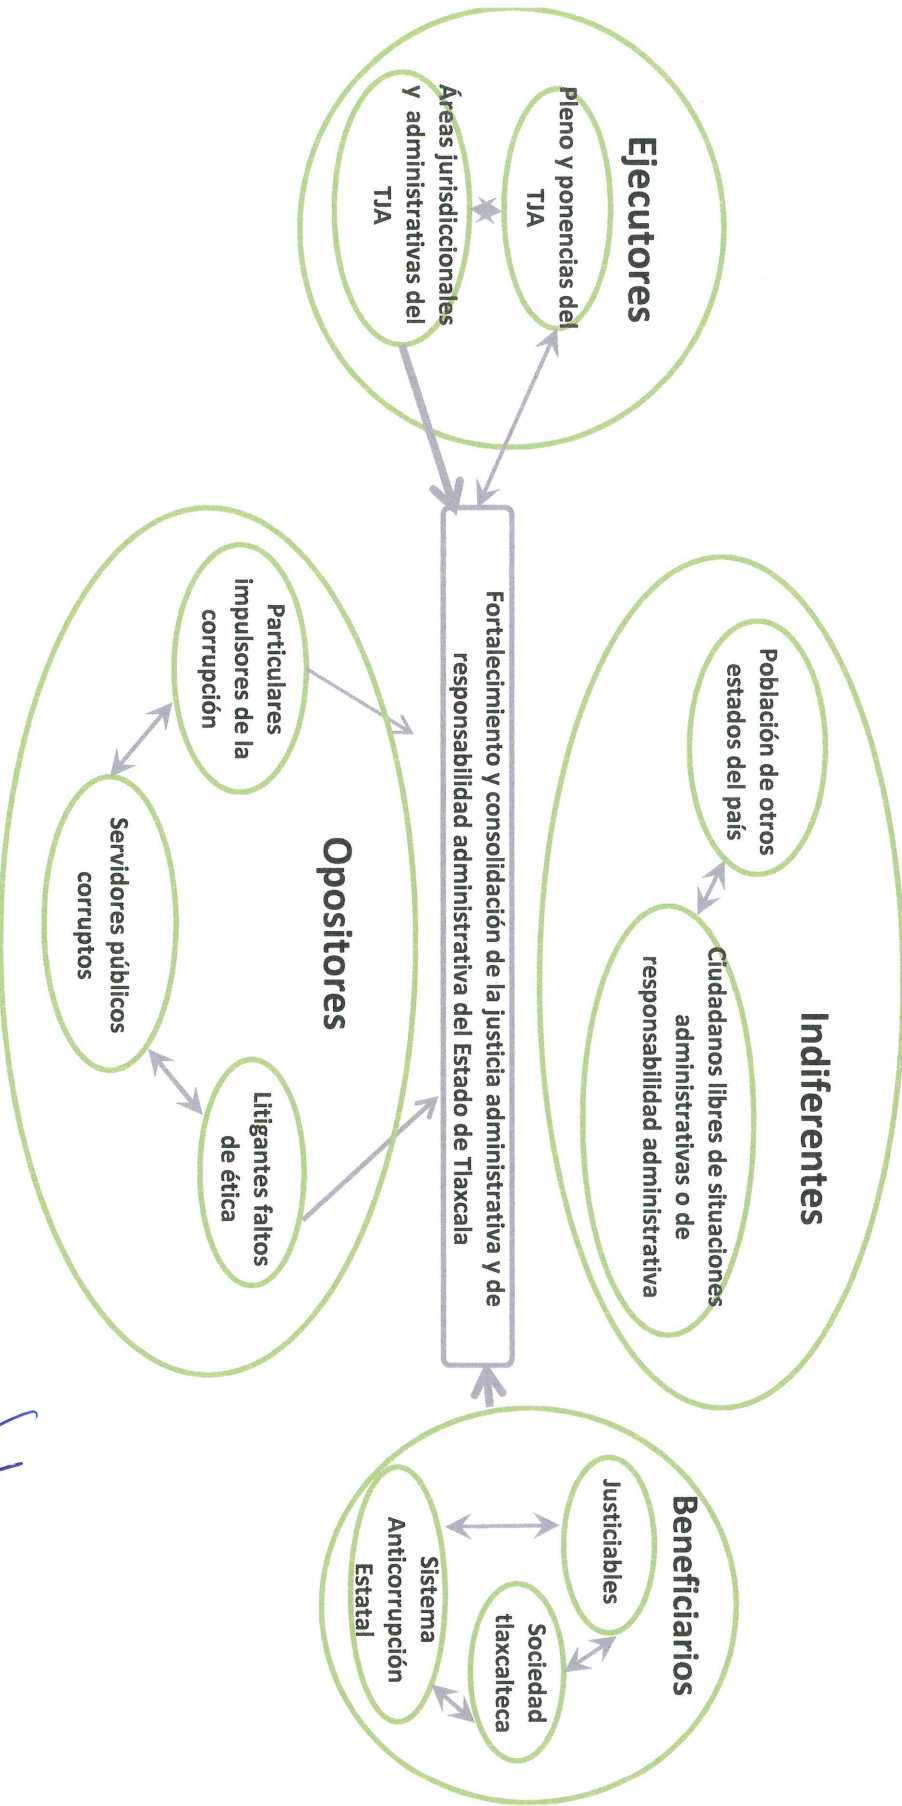 Ejecutores
Pleno y ponencias del
TJA
Áreas jurisdiccionales
y administrativas del
TJA
Indiferentes
Población de otros
estados del país
Ciudadanos libres de situaciones
administrativas o de
responsabilidad administrativa
Fortalecimiento y consolidación de la justicia administrativa y de
responsabilidad administrativa del Estado de Tlaxcala
Opositores
Particulares
impulsores de la
corrupción
Servidores públicos
corruptos
Litigantes faltos
de ética
Beneficiarios
Justiciables
Sociedad
tlaxcalteca
Sistema
Anticorrupción
Estatal